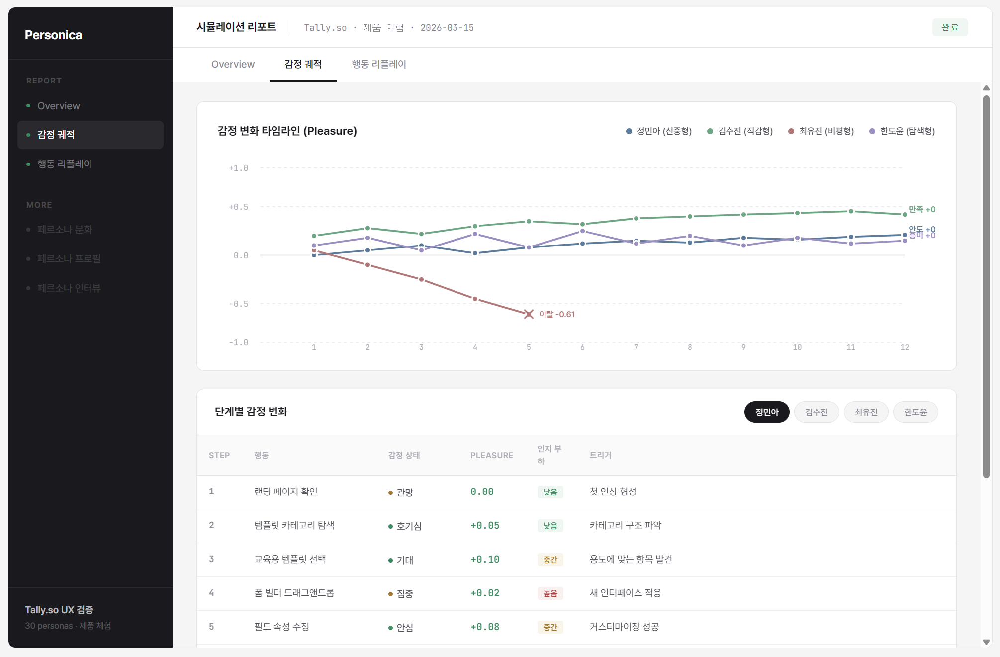 Personica
REPORT
Overview
감정 궤적
행동 리플레이
MORE
페르소나 분화
페르소나 프로필
페르소나 인터뷰
Tally.so UX 검증
30 personas · 제품 체험
시뮬레이션 리포트
Tally.so · 제품 체험 · 2026-03-15
완료
Overview
감정 궤적
행동 리플레이
감정 변화 타임라인 (Pleasure)
정민아 (신중형)
김수진 (직감형)
최유진 (비평형)
한도윤 (탐색형)
+1.0
+0.5
0.0
-0.5
-1.0
만족 +0
안도 +0
흥미 +0
이탈 -0.61
1 2 3 4 5 6 7 8 9 10 11 12
단계별 감정 변화
정민아
김수진
최유진
한도윤
STEP 행동 감정 상태 PLEASURE 인지 부하 트리거
1 랜딩 페이지 확인 관망 0.00 낮음 첫 인상 형성
2 템플릿 카테고리 탐색 호기심 +0.05 낮음 카테고리 구조 파악
3 교육용 템플릿 선택 기대 +0.10 중간 용도에 맞는 항목 발견
4 폼 빌더 드래그앤드롭 집중 +0.02 높음 새 인터페이스 적응
5 필드 속성 수정 안심 +0.08 중간 커스터마이징 성공